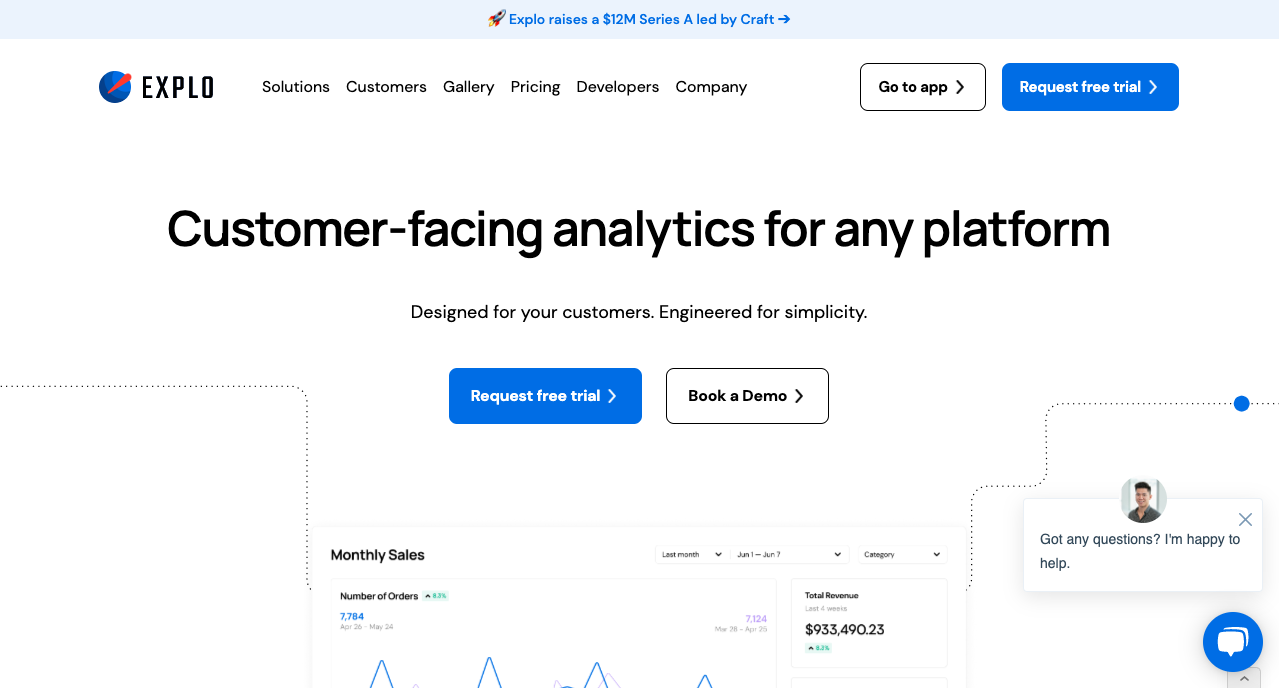 🚀 Explo raises a $12M Series A led by Craft ➔
EXPLO
Solutions Customers Gallery Pricing Developers Company
Go to app
Request free trial
Customer-facing analytics for any platform
Designed for your customers. Engineered for simplicity.
Request free trial
Book a Demo
Got any questions? I'm happy to
help.
Monthly Sales
Last month
Jun 1 — Jun 7
Category
Number of Orders 8.3%
7,784
Apr 26 - May 24
7,124
Mar 28 - Apr 25
Total Revenue
Last 4 weeks
$933,490.23
8.3%